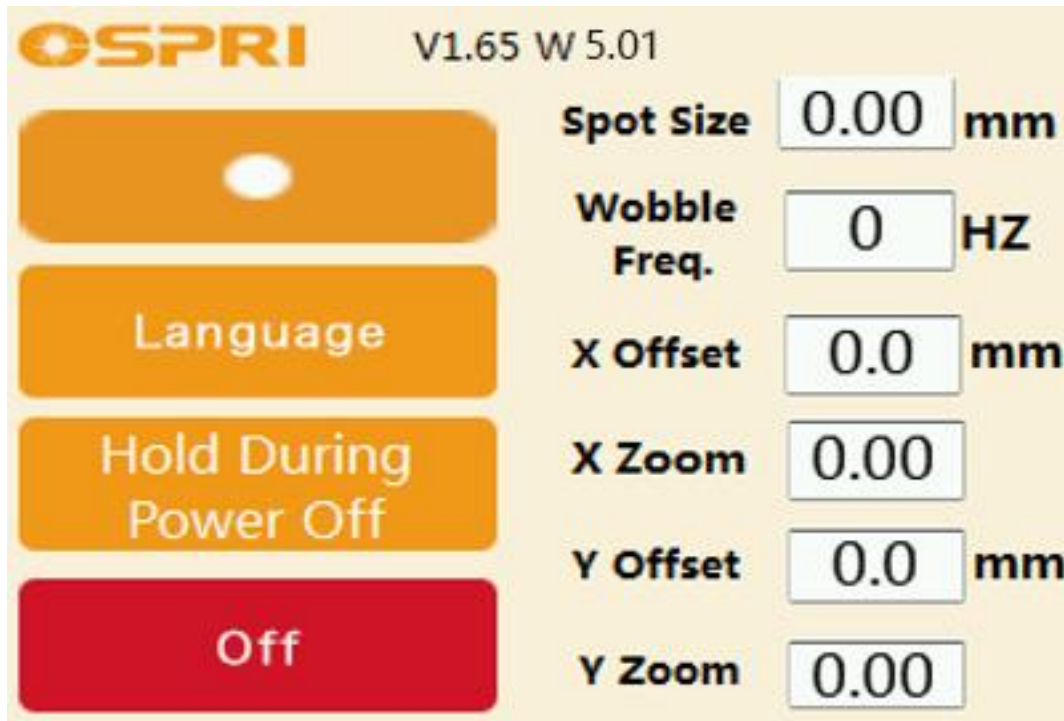 OSPRI V1.65 W 5.01
Language
Hold During
Power Off
Off
Spot Size 0.00 mm
Wobble
Freq. 0 HZ
X Offset 0.0 mm
X Zoom 0.00
Y Offset 0.0 mm
Y Zoom 0.00